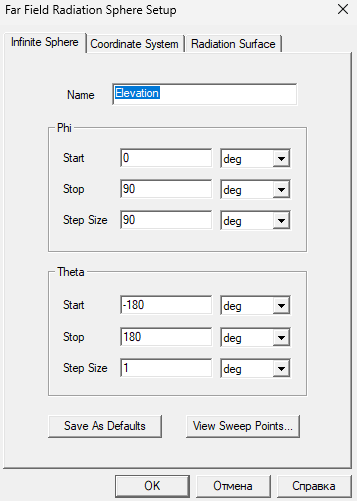 Far Field Radiation Sphere Setup
Infinite Sphere Coordinate System Radiation Surface
Name Elevation
Phi
Start 0 deg
Stop 90 deg
Step Size 90 deg
Theta
Start -180 deg
Stop 180 deg
Step Size 1 deg
Save As Defaults View Sweep Points...
OK Отмена Справка